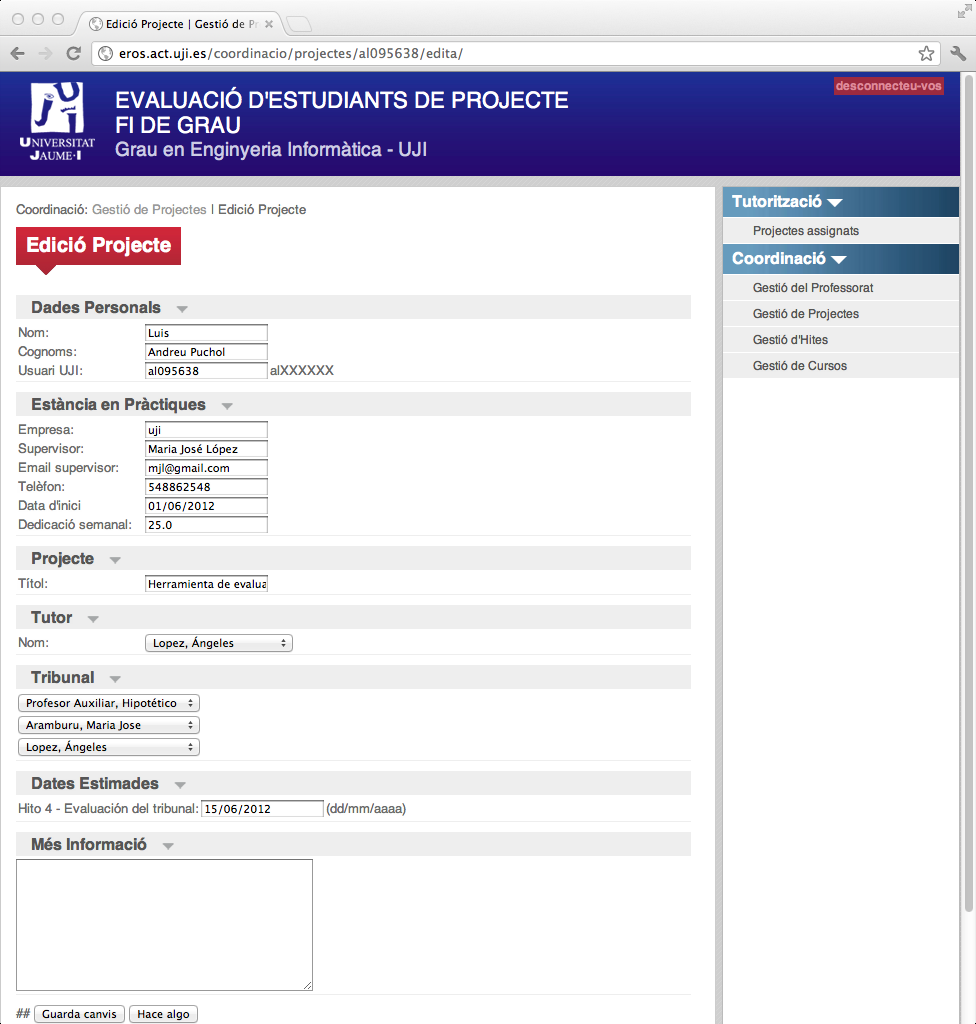 Edició Projecte | Gestió de Pr
eros.act.uji.es/coordinacio/projectes/al095638/edita/
desconnecteu-vos
UNIVERSITAT
JAUME·I
EVALUACIÓ D'ESTUDIANTS DE PROJECTE
FI DE GRAU
Grau en Enginyeria Informàtica - UJI
Coordinació: Gestió de Projectes | Edición Projecte
Edició Projecte
Dades Personals
Nom: Luis
Cognoms: Andreu Puchol
Usuari UJI: al095638 alXXXXXX
Estància en Pràctiques
Empresa: uji
Supervisor: Maria José López
Email supervisor: mjl@gmail.com
Telèfon: 548862548
Data d'inici 01/06/2012
Dedicació semanal: 25.0
Projecte
Títol: Herramienta de evalua
Tutor
Nom: Lopez, Ángeles
Tribunal
Profesor Auxiliar, Hipotético
Aramburu, Maria Jose
Lopez, Ángeles
Dates Estimades
Hito 4 - Evaluación del tribunal: 15/06/2012 (dd/mm/aaaa)
Més Informació
## Guarda canvis Hace algo
Tutorització
Projectes assignats
Coordinació
Gestió del Professorat
Gestió de Projectes
Gestió d'Hites
Gestió de Cursos